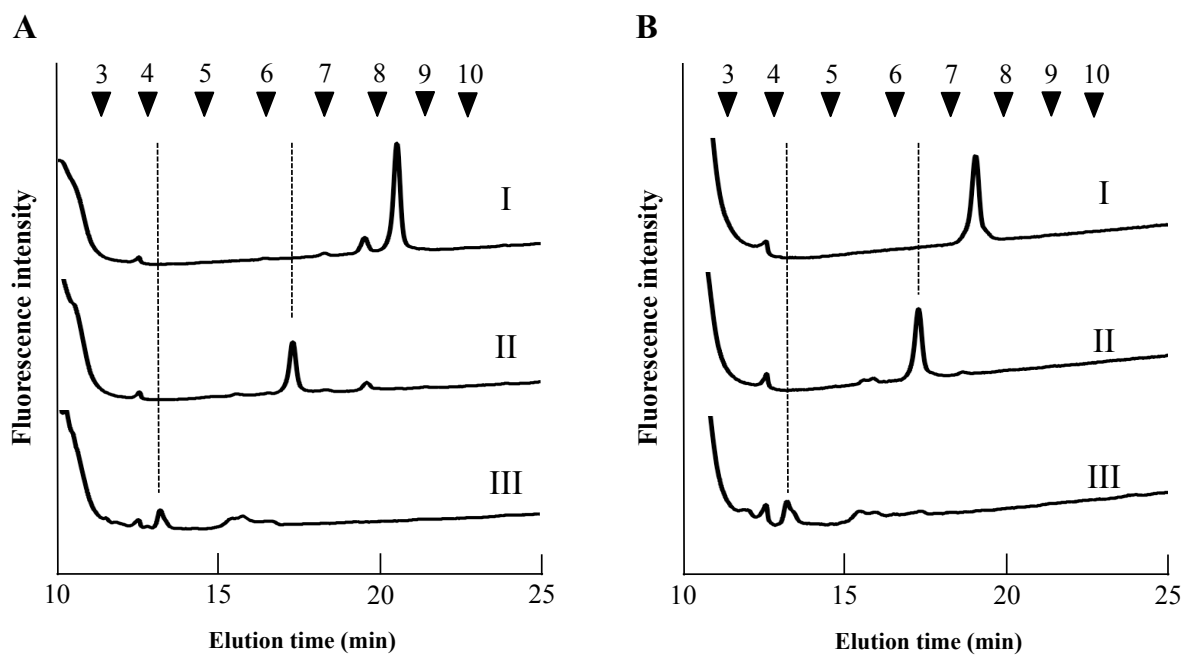 A
3 4 5 6 7 8 9 10
I
II
III
Fluorescence intensity
10 15 20 25
Elution time (min)
B
3 4 5 6 7 8 9 10
I
II
III
Fluorescence intensity
10 15 20 25
Elution time (min)